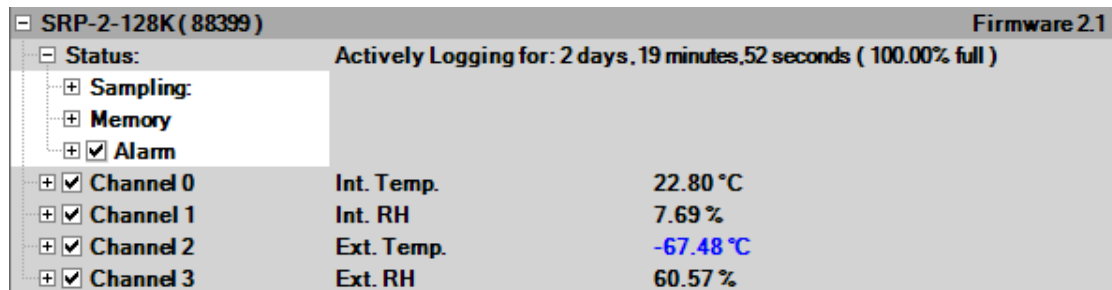 SRP-2-128K ( 88399 ) Firmware 2.1
Status: Actively Logging for: 2 days, 19 minutes,52 seconds ( 100.00% full )
Sampling:
Memory
Alarm
Channel 0 Int. Temp. 22.80 °C
Channel 1 Int. RH 7.69 %
Channel 2 Ext. Temp. -67.48 °C
Channel 3 Ext. RH 60.57 %